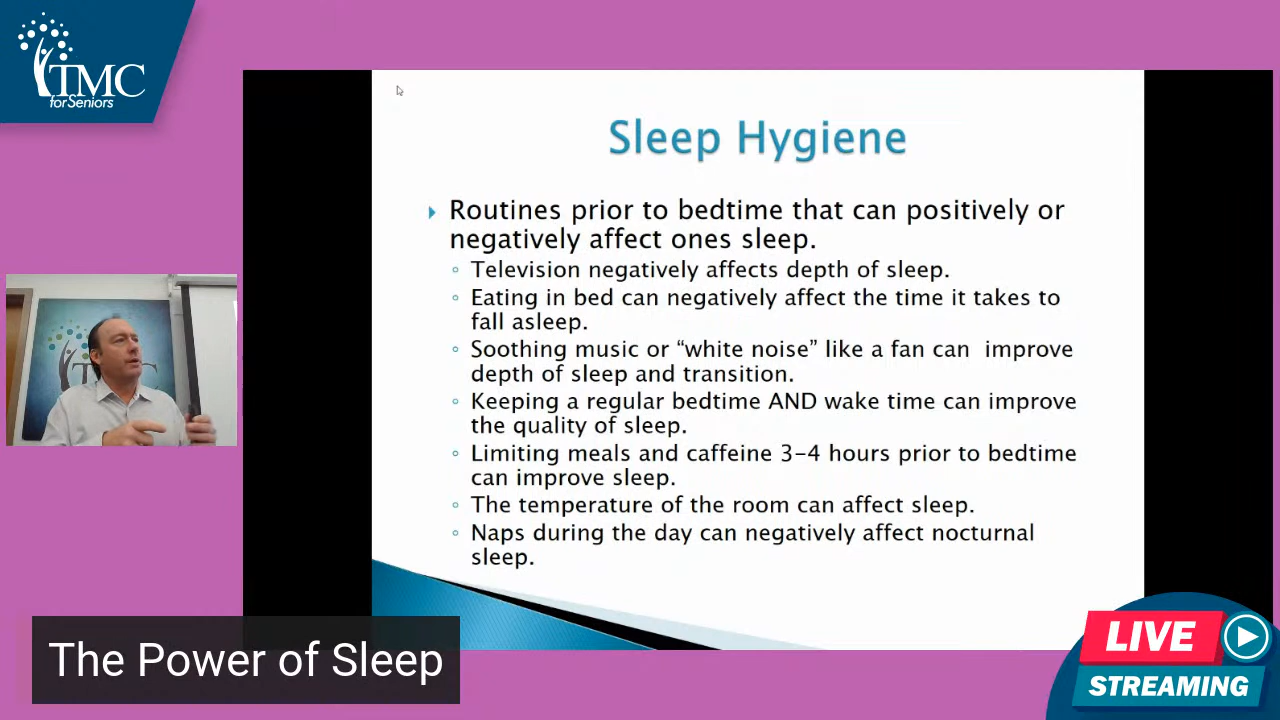 TMC
for Seniors
Sleep Hygiene
Routines prior to bedtime that can positively or
negatively affect ones sleep.
Television negatively affects depth of sleep.
Eating in bed can negatively affect the time it takes to
fall asleep.
Soothing music or “white noise” like a fan can improve
depth of sleep and transition.
Keeping a regular bedtime AND wake time can improve
the quality of sleep.
Limiting meals and caffeine 3-4 hours prior to bedtime
can improve sleep.
The temperature of the room can affect sleep.
Naps during the day can negatively affect nocturnal
sleep.
The Power of Sleep
LIVE
STREAMING